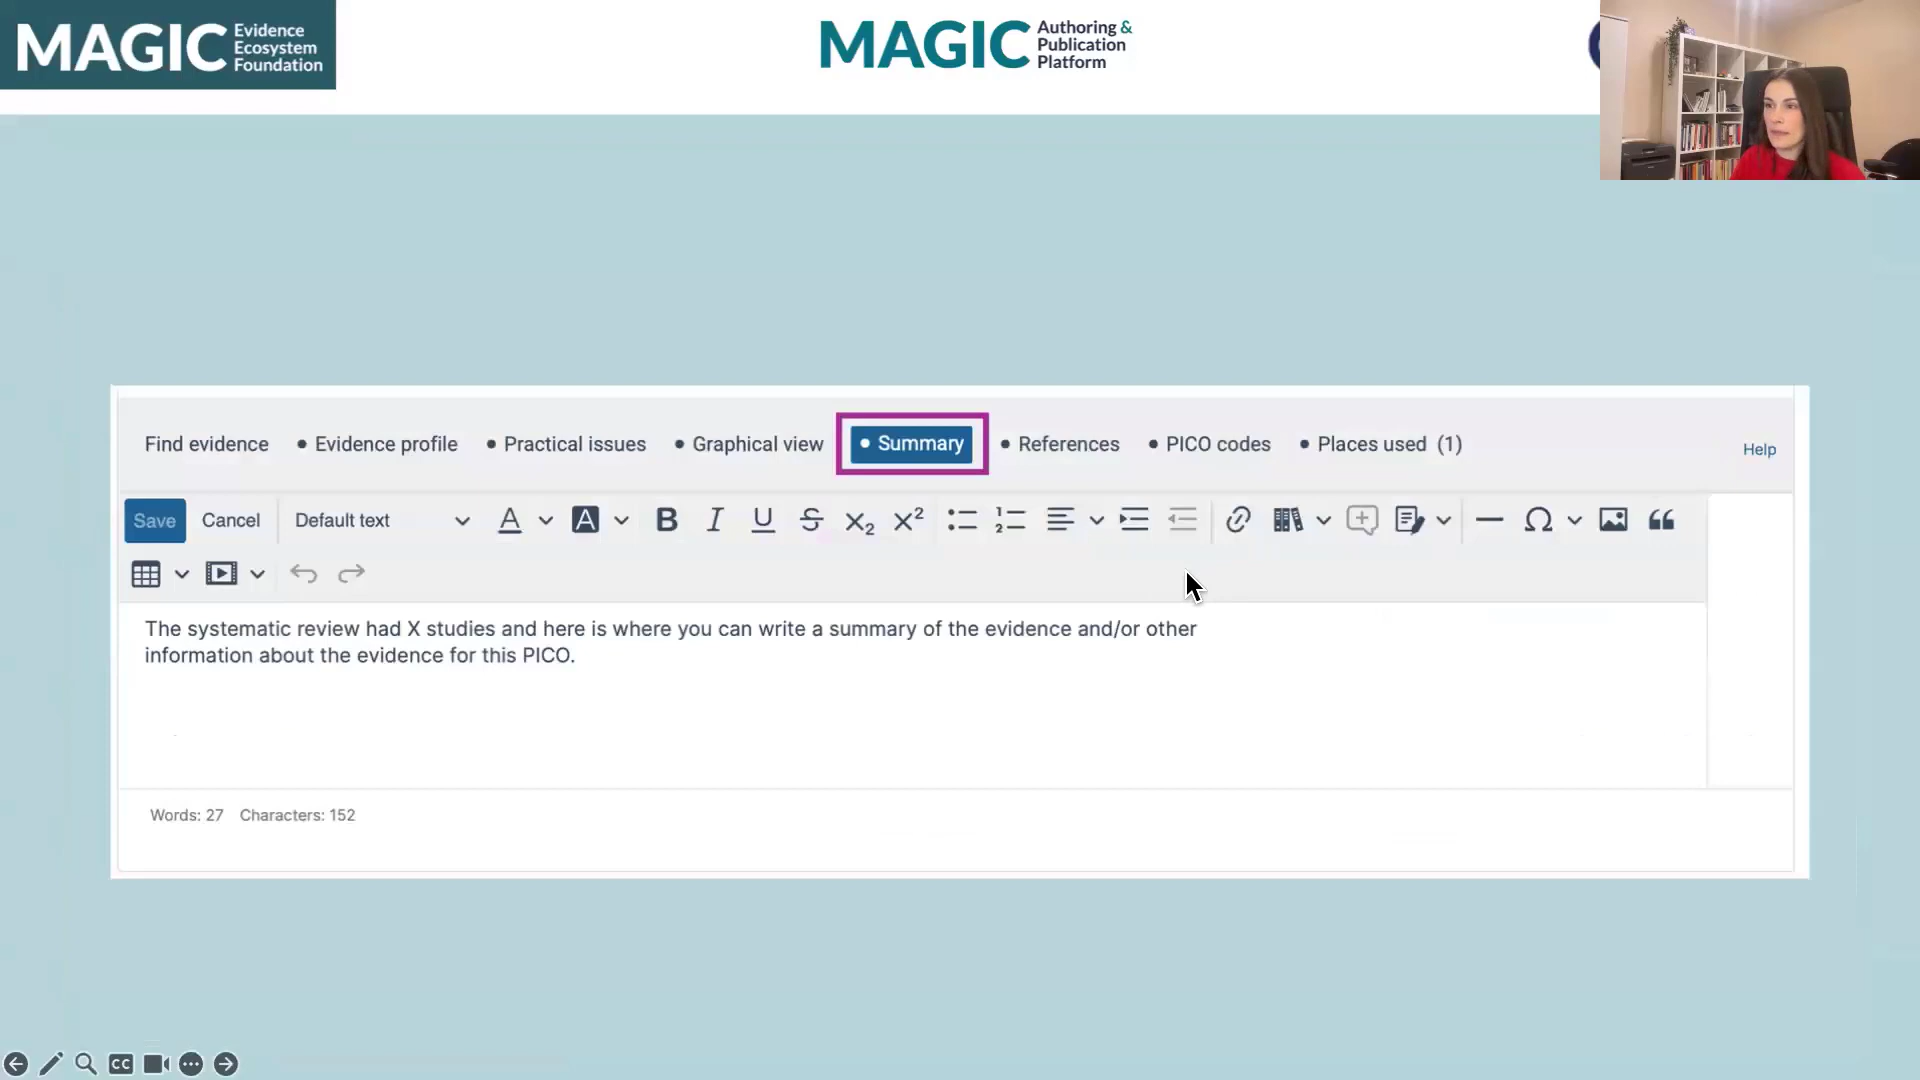 MAGIC Evidence Ecosystem Foundation
MAGIC Authoring & Publication Platform
Find evidence • Evidence profile • Practical issues • Graphical view • Summary • References • PICO codes • Places used (1) Help
Save Cancel Default text
The systematic review had X studies and here is where you can write a summary of the evidence and/or other
information about the evidence for this PICO.
Words: 27 Characters: 152
CC